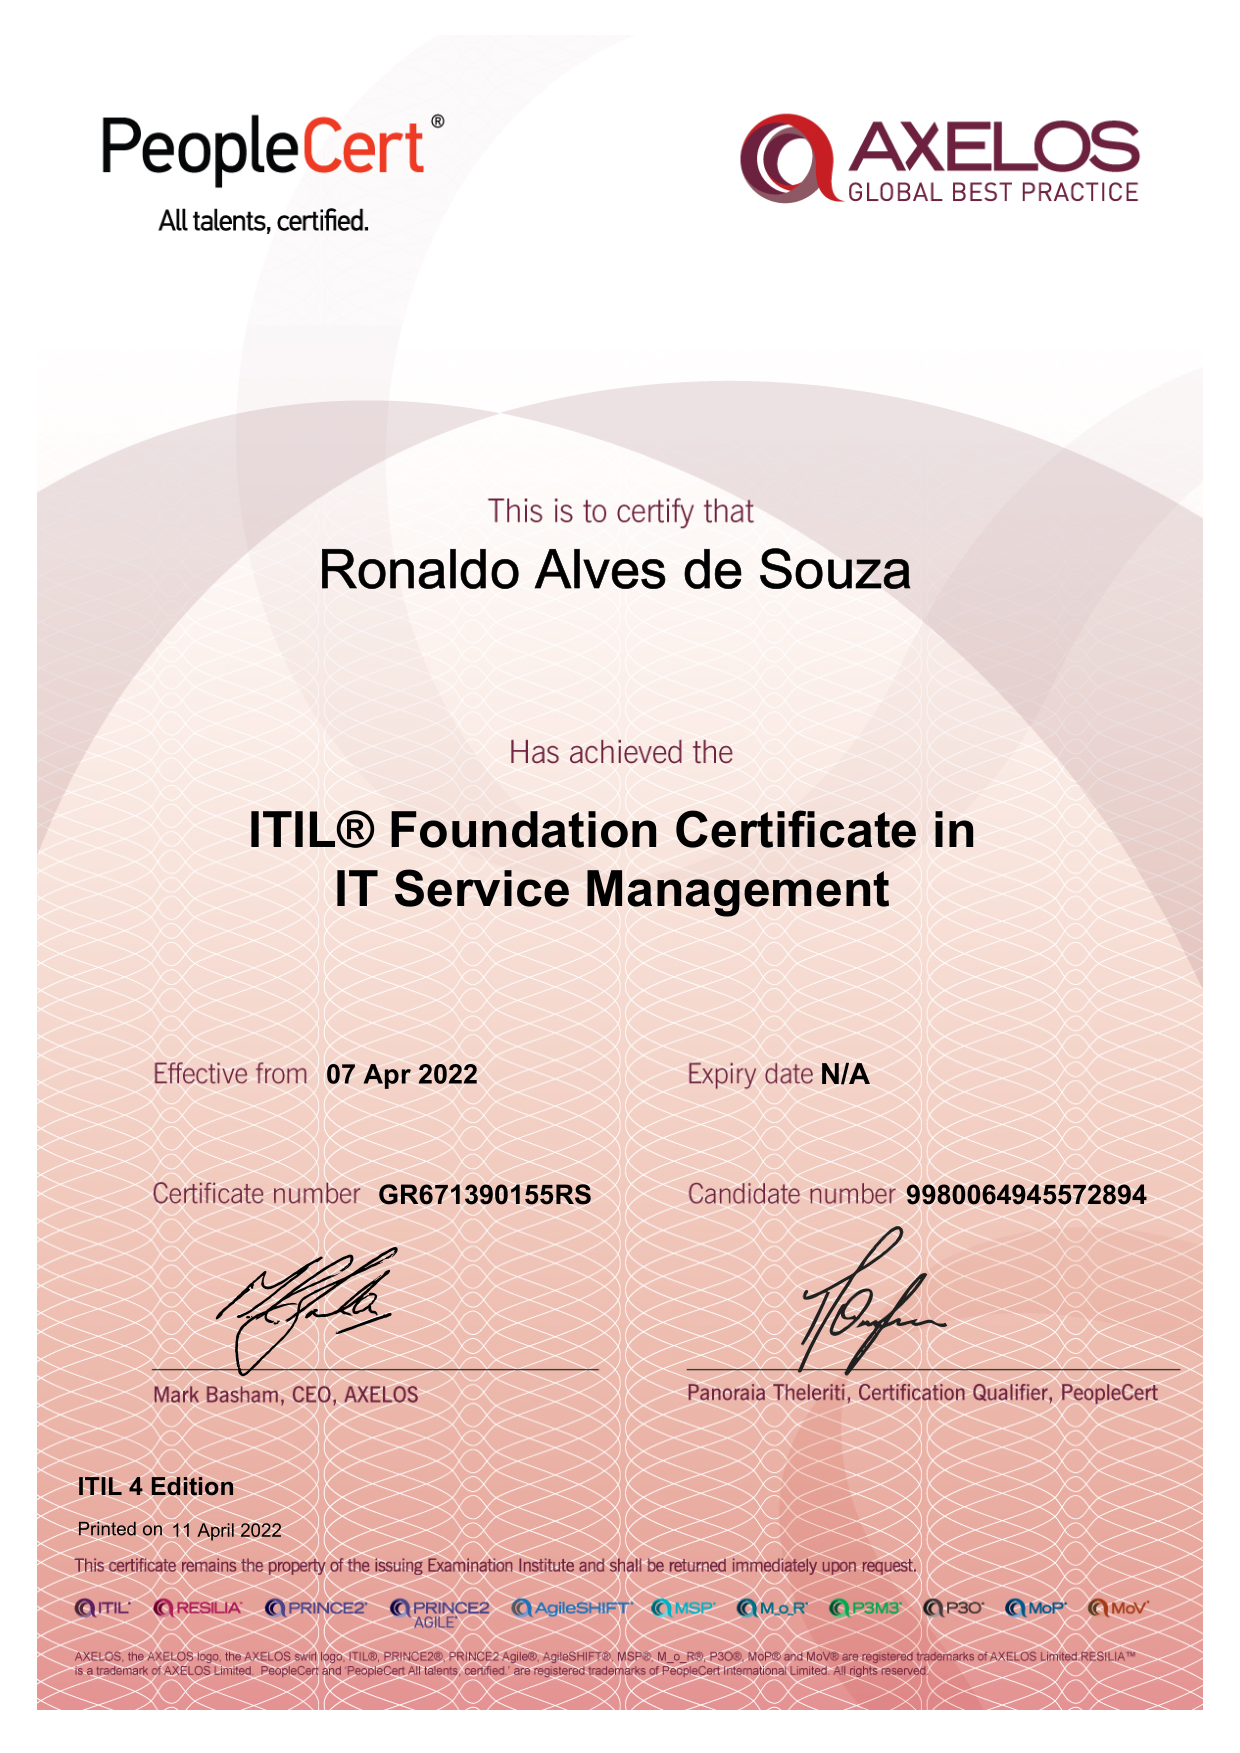 PeopleCert®
All talents, certified.
AXELOS
GLOBAL BEST PRACTICE
This is to certify that
Ronaldo Alves de Souza
Has achieved the
ITIL® Foundation Certificate in
IT Service Management
Effective from 07 Apr 2022
Expiry date N/A
Certificate number GR671390155RS
Candidate number 9980064945572894
Mark Basham, CEO, AXELOS
Panoraia Theleriti, Certification Qualifier, PeopleCert
ITIL 4 Edition
Printed on 11 April 2022
This certificate remains the property of the issuing Examination Institute and shall be returned immediately upon request.
ITIL® RESILIA™ PRINCE2® PRINCE2 AGILE® AgileSHIFT® MSP® M_o_R® P3M3® P3O® MoP® MoV®
AXELOS, the AXELOS logo, the AXELOS swirl logo, ITIL®, PRINCE2®, PRINCE2 Agile®, AgileSHIFT®, MSP®, M_o_R®, P3O®, MoP® and MoV® are registered trademarks of AXELOS Limited.RESILIA™
is a trademark of AXELOS Limited. PeopleCert and 'PeopleCert All talents, certified.' are registered trademarks of PeopleCert International Limited. All rights reserved.